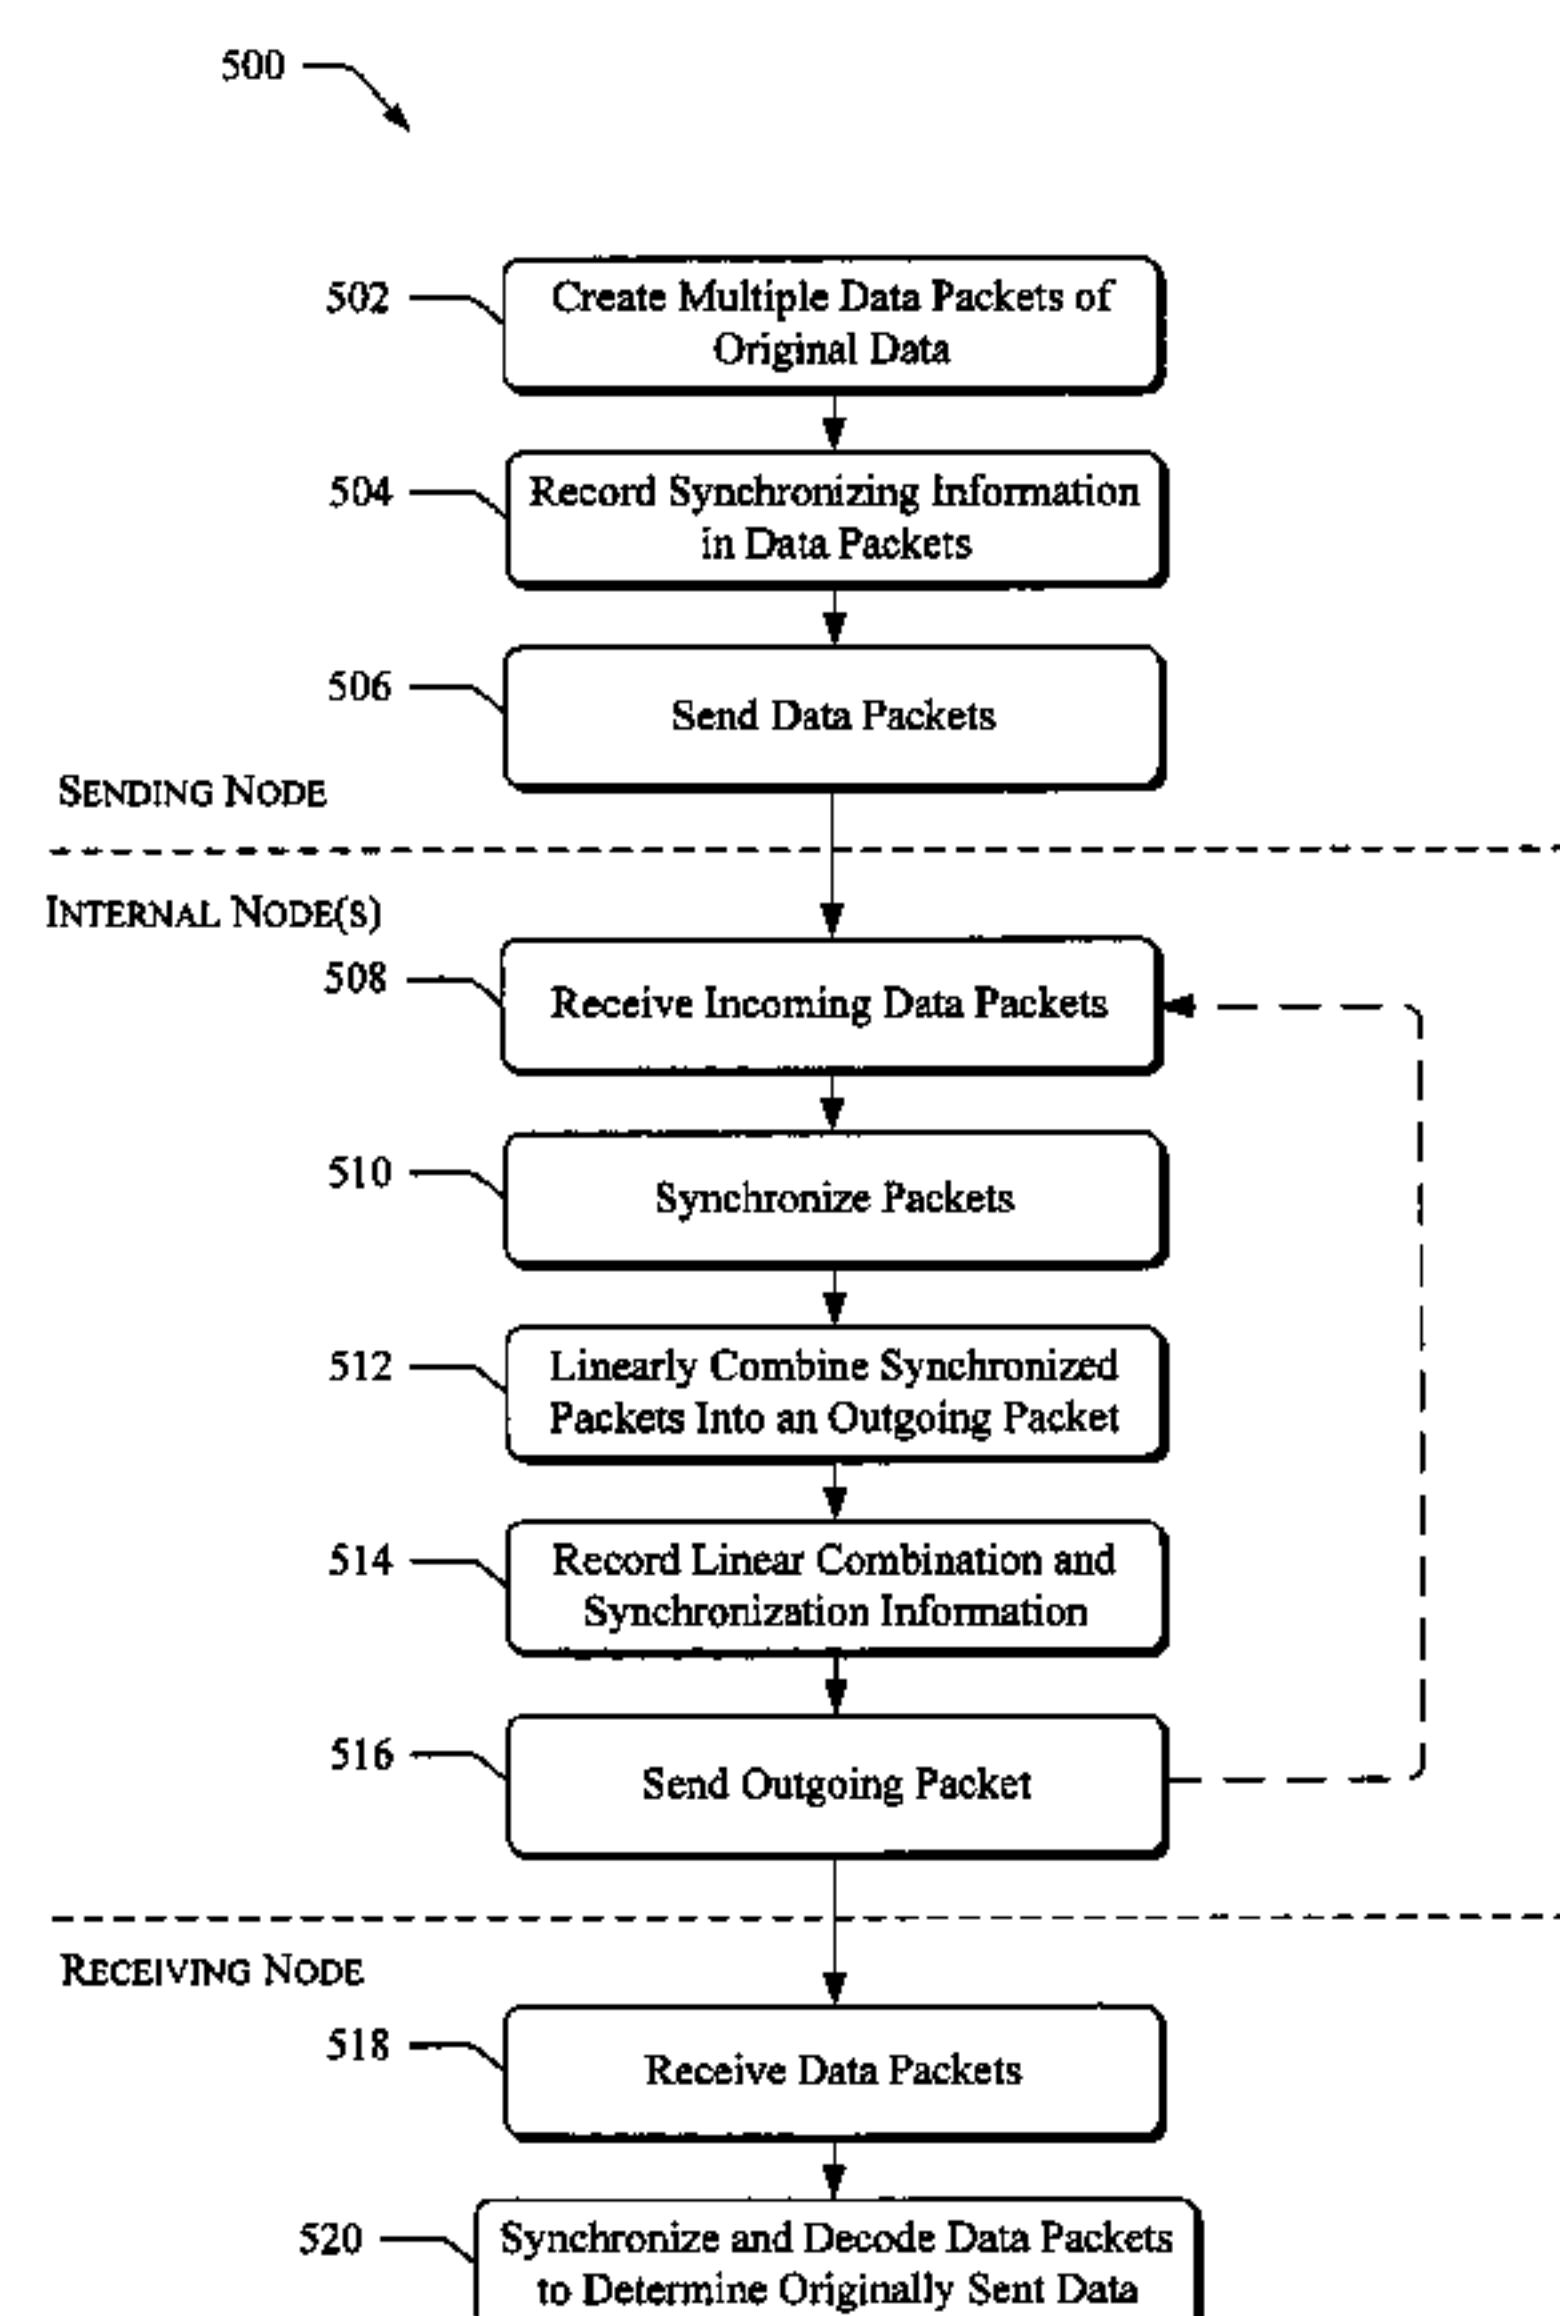 500
502
Create Multiple Data Packets of
Original Data
504
Record Synchronizing Information
in Data Packets
506
Send Data Packets
SENDING NODE
INTERNAL NODE(S)
508
Receive Incoming Data Packets
510
Synchronize Packets
512
Linearly Combine Synchronized
Packets Into an Outgoing Packet
514
Record Linear Combination and
Synchronization Information
516
Send Outgoing Packet
RECEIVING NODE
518
Receive Data Packets
520
Synchronize and Decode Data Packets
to Determine Originally Sent Data